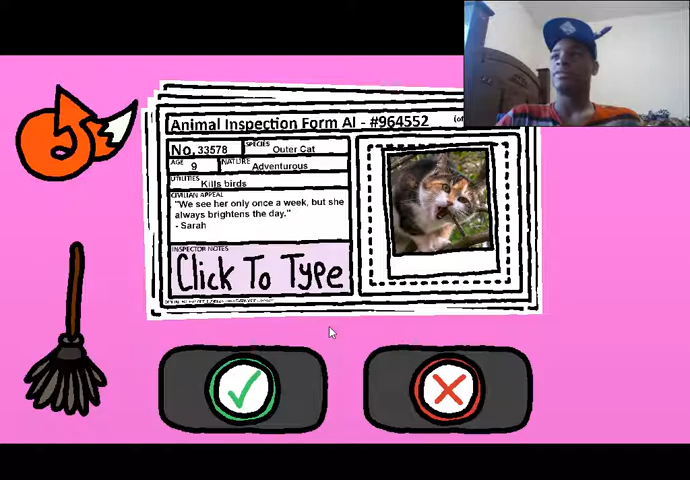 Animal Inspection Form AI - #964552 (of
No. 33578 SPECIES Outer Cat
AGE 9 NATURE Adventurous
UTILITIES Kills birds
CIVILIAN APPEAL
"We see her only once a week, but she
always brightens the day."
- Sarah
INSPECTOR NOTES
Click To Type